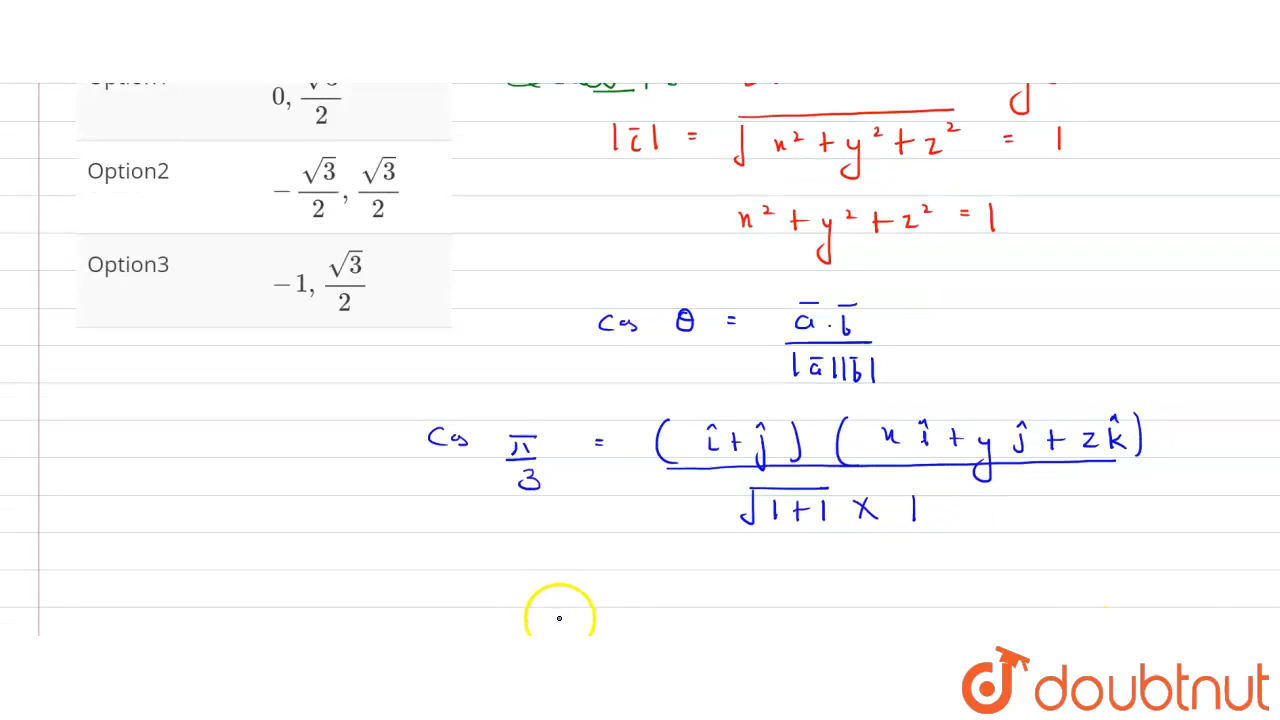 0, √3/2
|c̄| = √(x² + y² + z²) = 1
Option2 -√3/2, √3/2
x² + y² + z² = 1
Option3 -1, √3/2
Cos θ = ā . b̄ / |ā||b̄|
Cos π/3 = (î + ĵ) (x î + y ĵ + z k̂) / √1+1 × 1
doubtnut